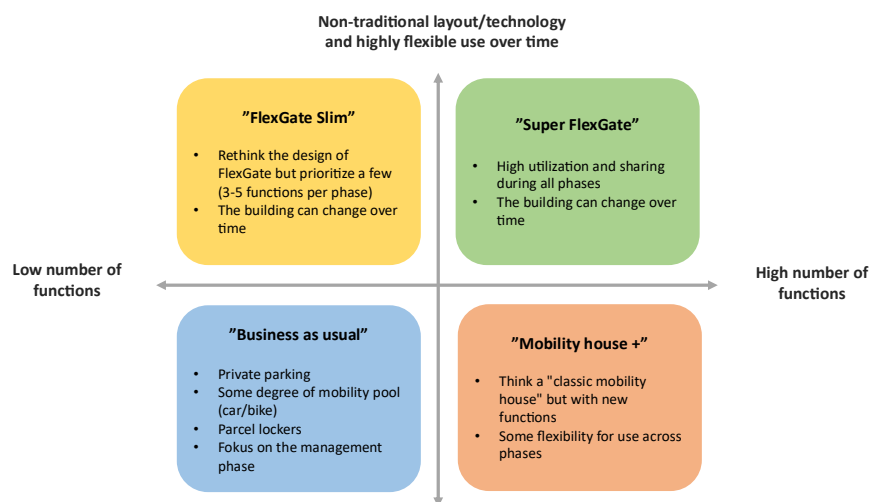 Non-traditional layout/technology
and highly flexible use over time
”FlexGate Slim”
• Rethink the design of
FlexGate but prioritize a few
(3-5 functions per phase)
• The building can change over
time
”Super FlexGate”
• High utilization and sharing
during all phases
• The building can change over
time
Low number of
functions
High number of
functions
”Business as usual”
• Private parking
• Some degree of mobility pool
(car/bike)
• Parcel lockers
• Fokus on the management
phase
”Mobility house +”
• Think a "classic mobility
house" but with new
functions
• Some flexibility for use across
phases